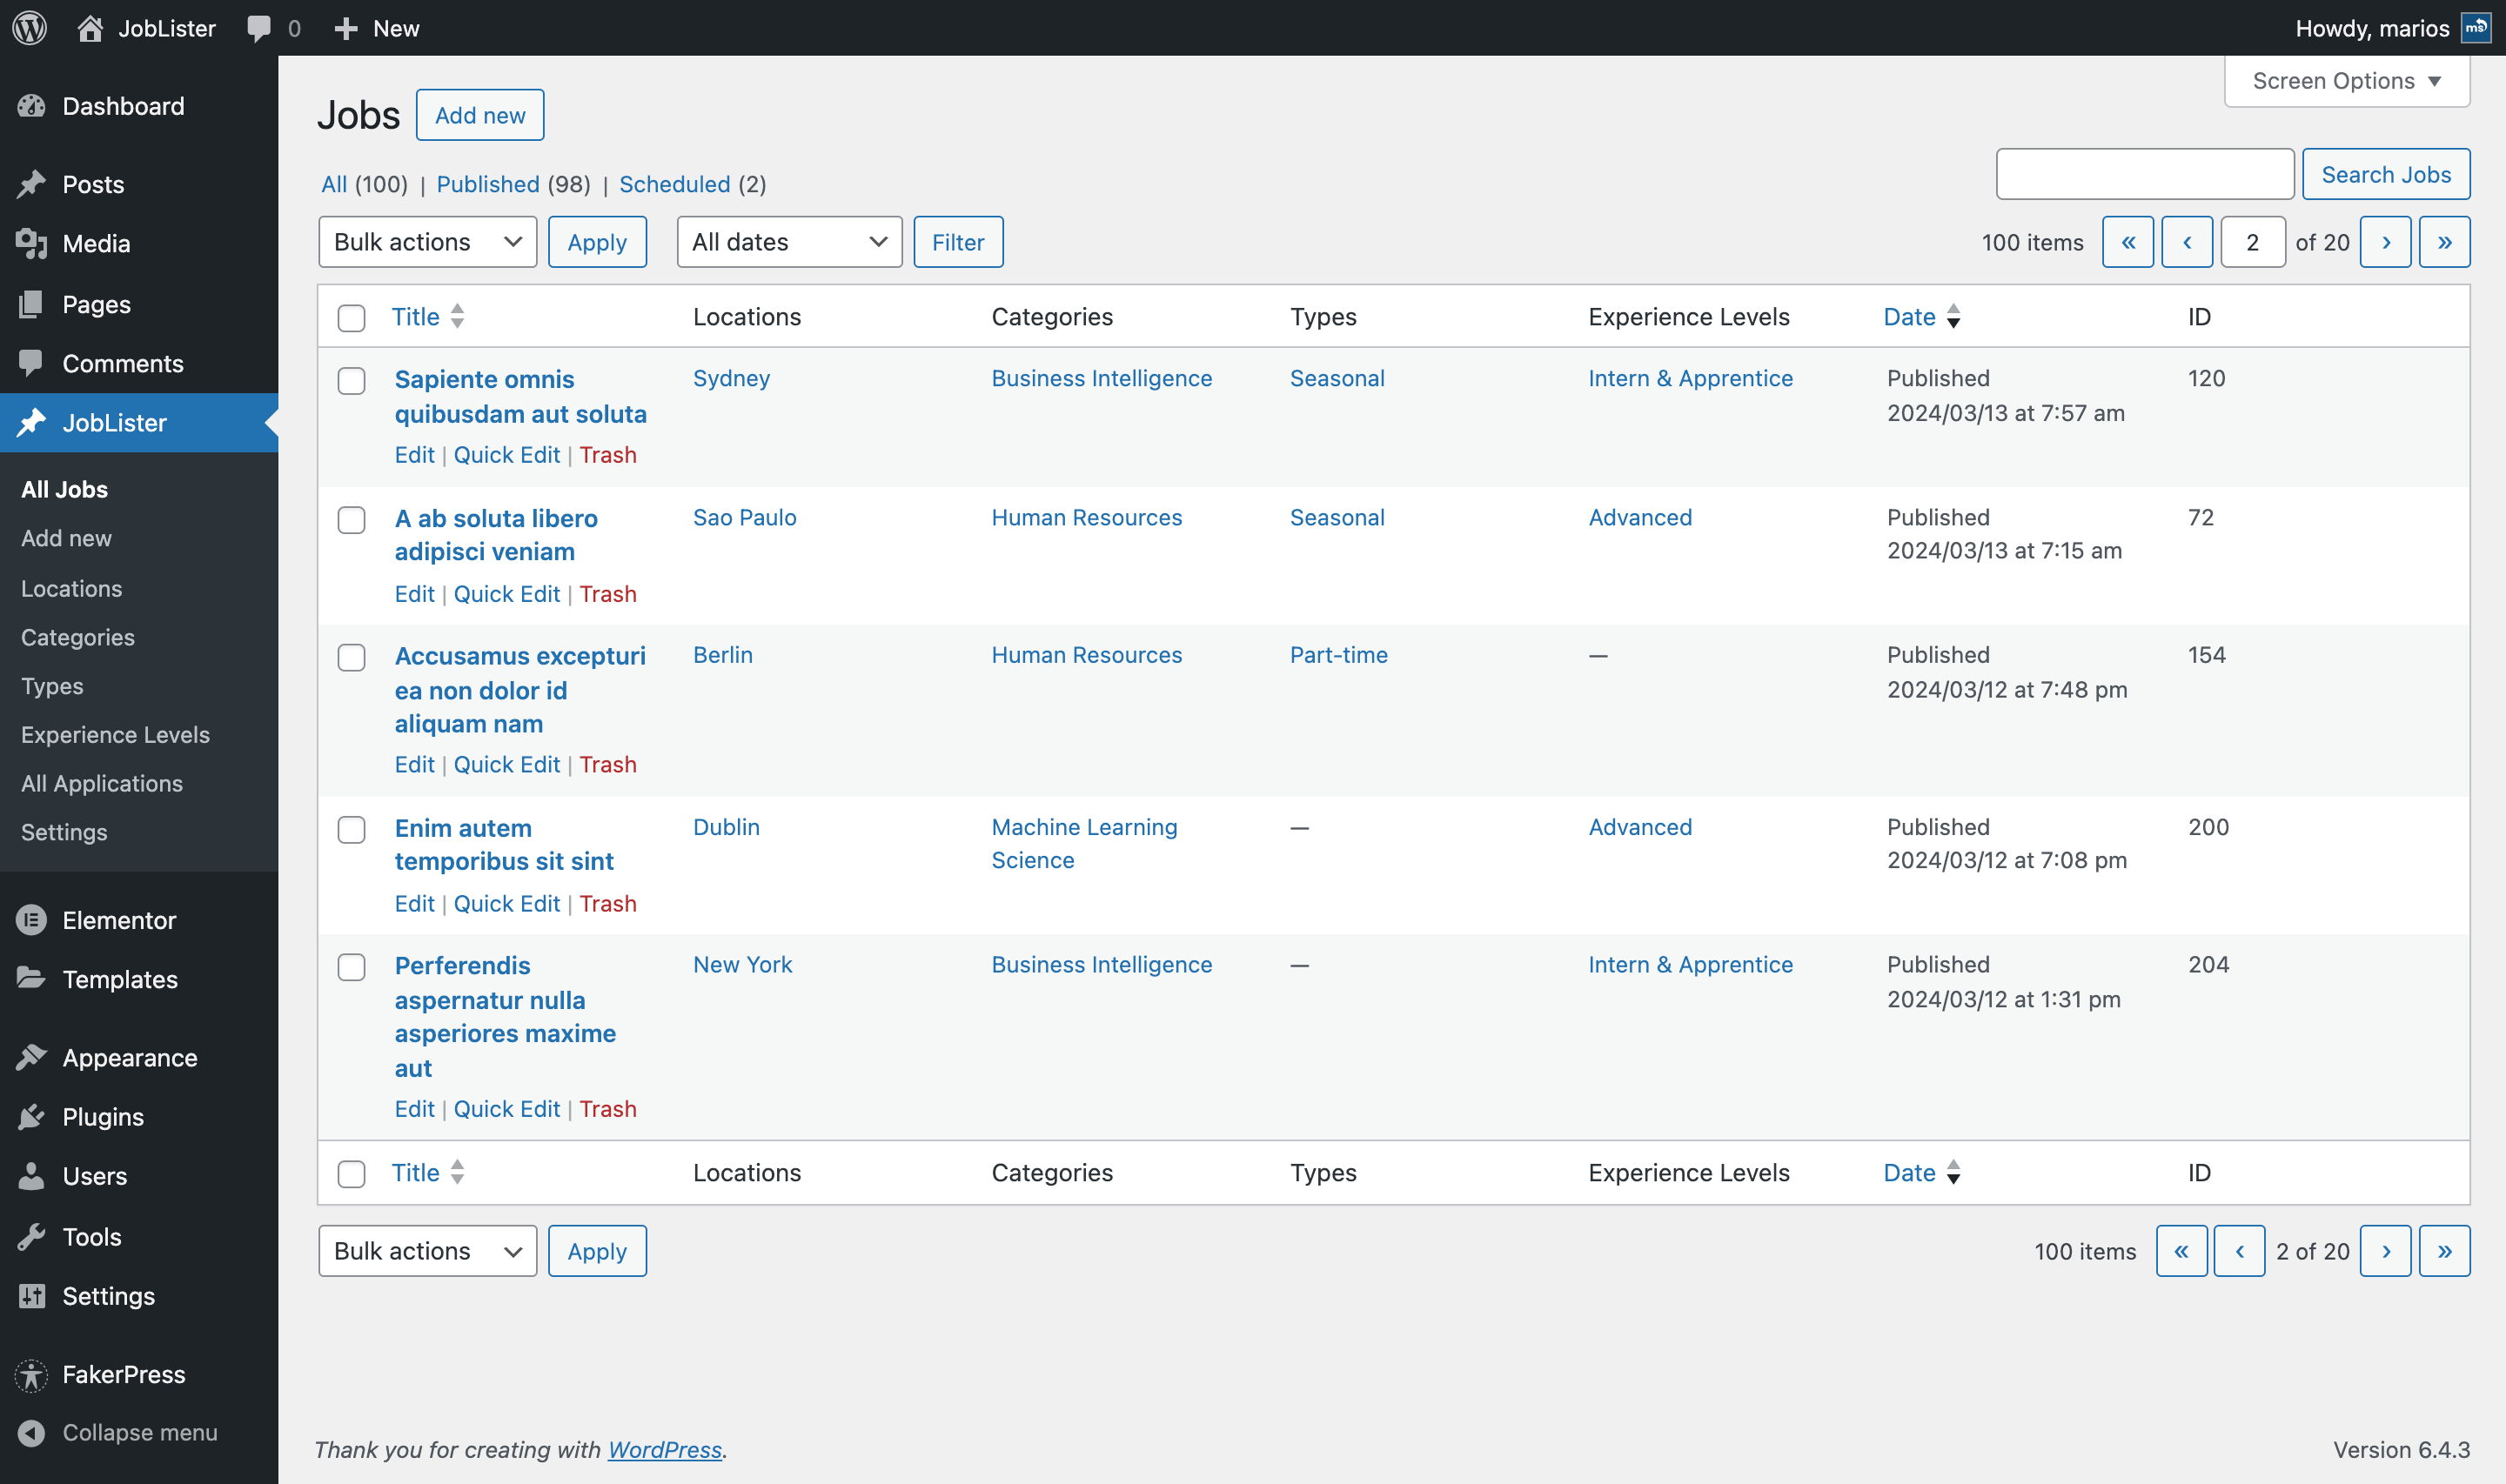 JobLister 0 New Howdy, marios ms
Screen Options
Dashboard
Posts
Media
Pages
Comments
JobLister
All Jobs
Add new
Locations
Categories
Types
Experience Levels
All Applications
Settings
Elementor
Templates
Appearance
Plugins
Users
Tools
Settings
FakerPress
Collapse menu
Jobs Add new
All (100) | Published (98) | Scheduled (2)
Search Jobs
Bulk actions Apply All dates Filter 100 items « ‹ 2 of 20 › »
Title Locations Categories Types Experience Levels Date ID
Sapiente omnis Sydney Business Intelligence Seasonal Intern & Apprentice Published 120
quibusdam aut soluta 2024/03/13 at 7:57 am
Edit | Quick Edit | Trash
A ab soluta libero Sao Paulo Human Resources Seasonal Advanced Published 72
adipisci veniam 2024/03/13 at 7:15 am
Edit | Quick Edit | Trash
Accusamus excepturi Berlin Human Resources Part-time — Published 154
ea non dolor id 2024/03/12 at 7:48 pm
aliquam nam
Edit | Quick Edit | Trash
Enim autem Dublin Machine Learning — Advanced Published 200
temporibus sit sint Science 2024/03/12 at 7:08 pm
Edit | Quick Edit | Trash
Perferendis New York Business Intelligence — Intern & Apprentice Published 204
aspernatur nulla 2024/03/12 at 1:31 pm
asperiores maxime
aut
Edit | Quick Edit | Trash
Title Locations Categories Types Experience Levels Date ID
Bulk actions Apply 100 items « ‹ 2 of 20 › »
Thank you for creating with WordPress. Version 6.4.3